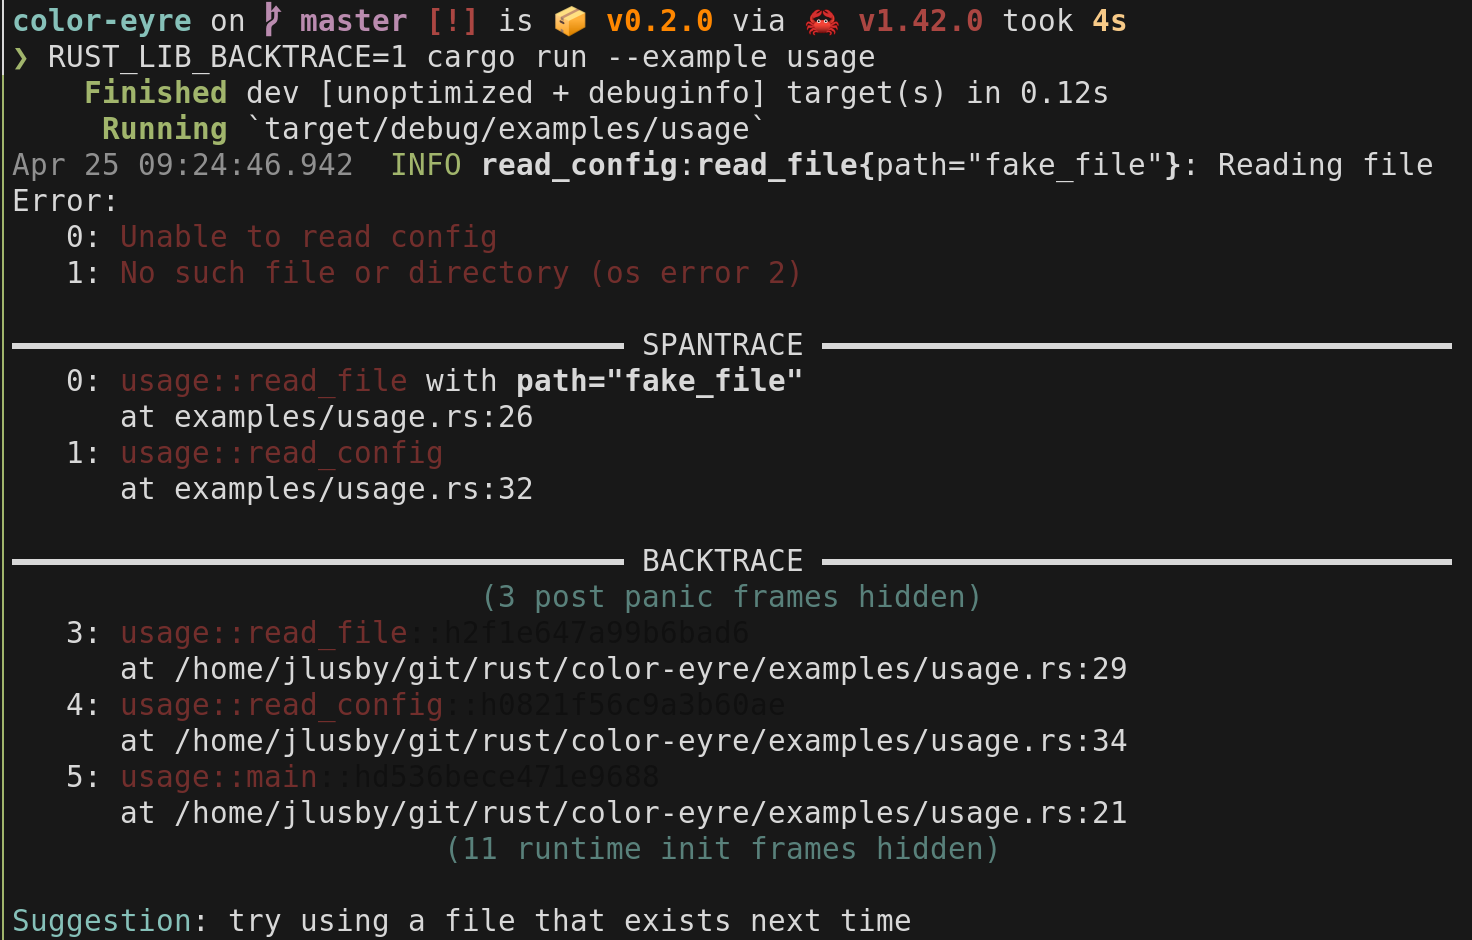 color-eyre on master [!] is 📦 v0.2.0 via 🦀 v1.42.0 took 4s
❯ RUST_LIB_BACKTRACE=1 cargo run --example usage
    Finished dev [unoptimized + debuginfo] target(s) in 0.12s
     Running `target/debug/examples/usage`
Apr 25 09:24:46.942  INFO read_config:read_file{path="fake_file"}: Reading file
Error:
   0: Unable to read config
   1: No such file or directory (os error 2)
SPANTRACE
   0: usage::read_file with path="fake_file"
      at examples/usage.rs:26
   1: usage::read_config
      at examples/usage.rs:32
BACKTRACE
(3 post panic frames hidden)
   3: usage::read_file::h2f1e647a99b6bad6
      at /home/jlusby/git/rust/color-eyre/examples/usage.rs:29
   4: usage::read_config::h0821f56c9a3b60ae
      at /home/jlusby/git/rust/color-eyre/examples/usage.rs:34
   5: usage::main::hd536bece471e9688
      at /home/jlusby/git/rust/color-eyre/examples/usage.rs:21
(11 runtime init frames hidden)
Suggestion: try using a file that exists next time